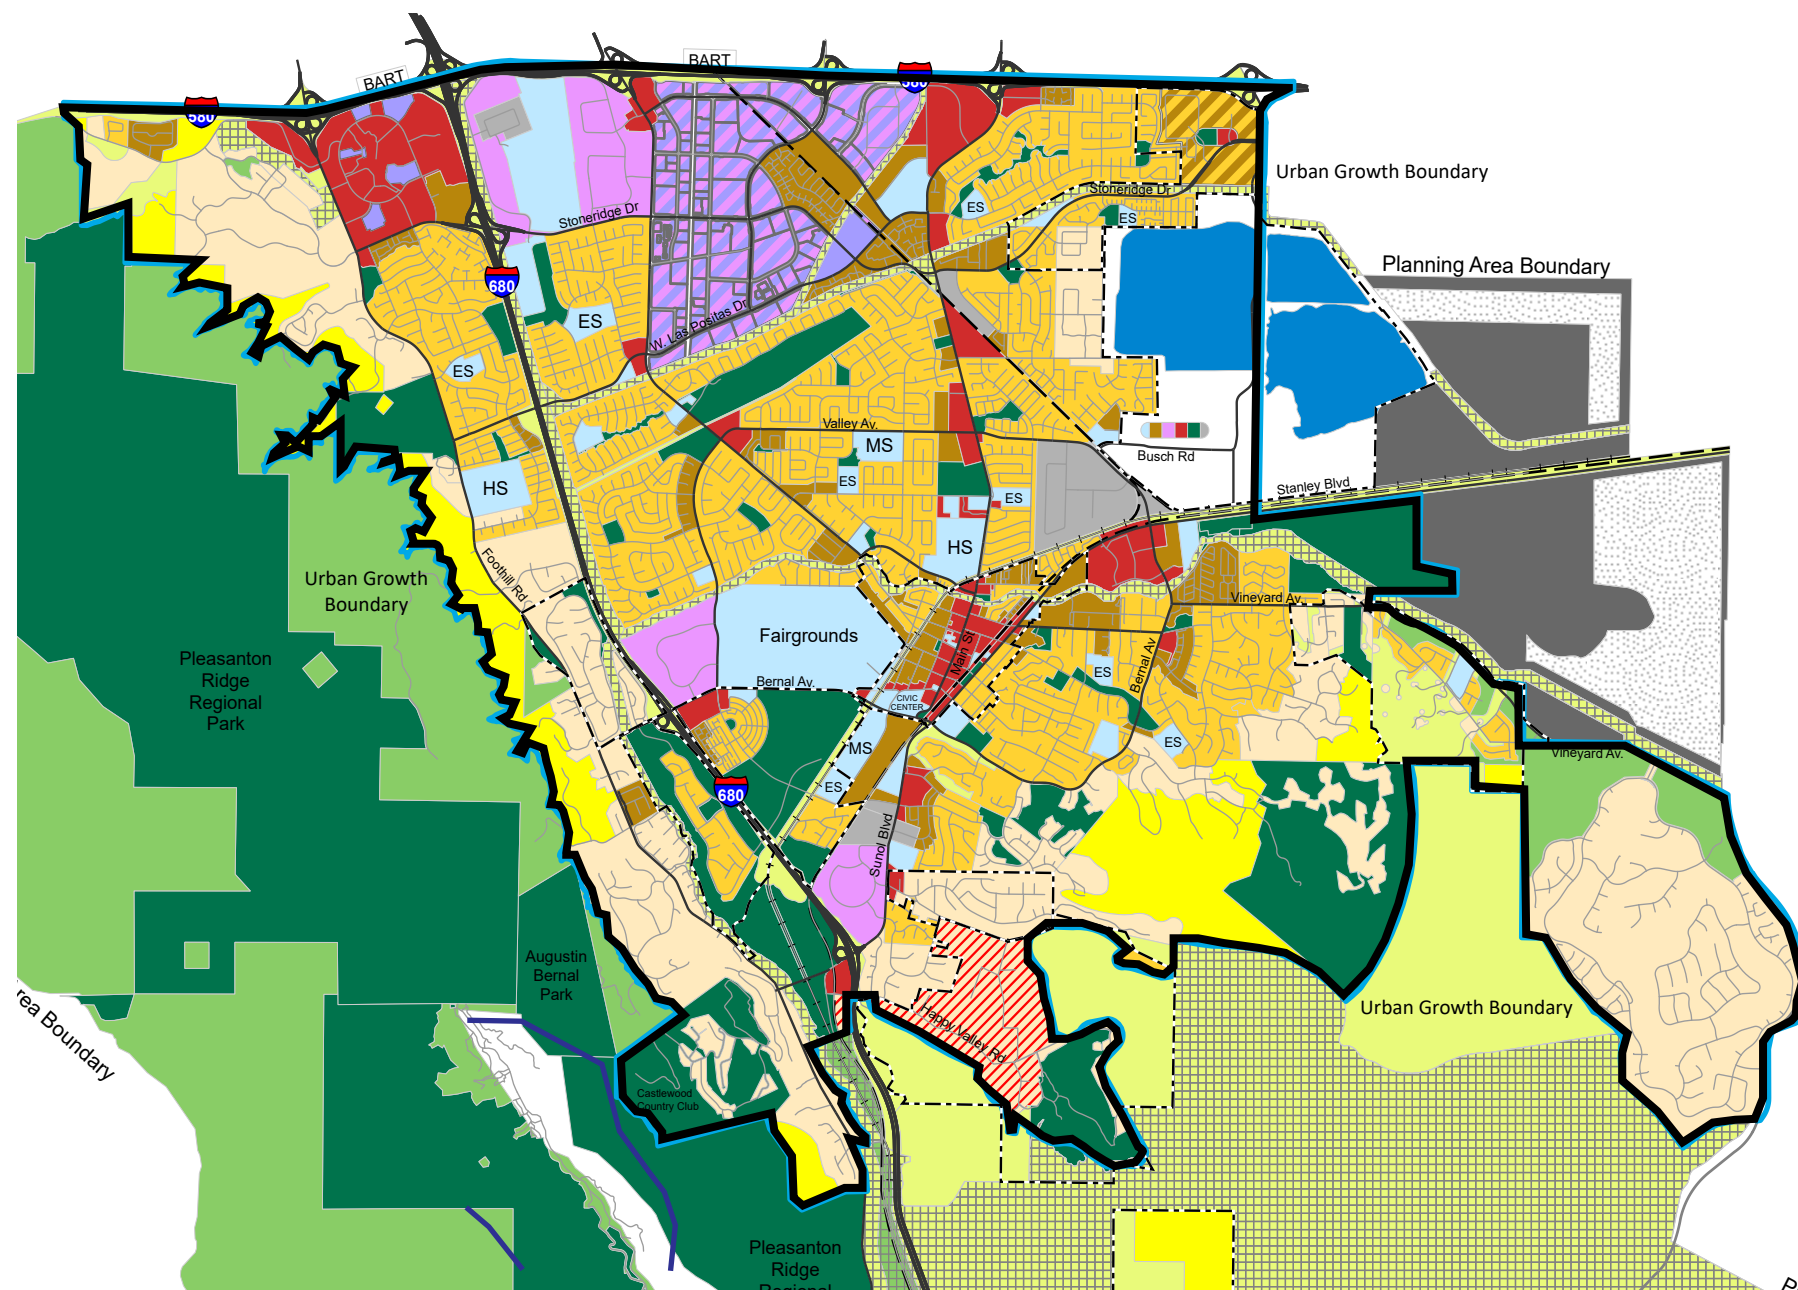 BART
BART
580
580
Urban Growth Boundary
Stoneridge Dr
ES
Stoneridge Dr
ES
Planning Area Boundary
680
ES
W. Las Positas Dr
ES
Valley Av.
MS
Busch Rd
HS
ES
ES
Stanley Blvd
HS
Foothill Rd
Urban Growth
Boundary
Vineyard Av.
Fairgrounds
Main St
Pleasanton
Ridge
Regional
Park
ES
Bernal Av
Bernal Av.
CIVIC
CENTER
MS
ES
Vineyard Av.
ES
680
Sunol Blvd
Augustin
Bernal
Park
rea Boundary
Happy Valley Rd
Urban Growth Boundary
Castlewood
Country Club
Pleasanton
Ridge
Regional
P